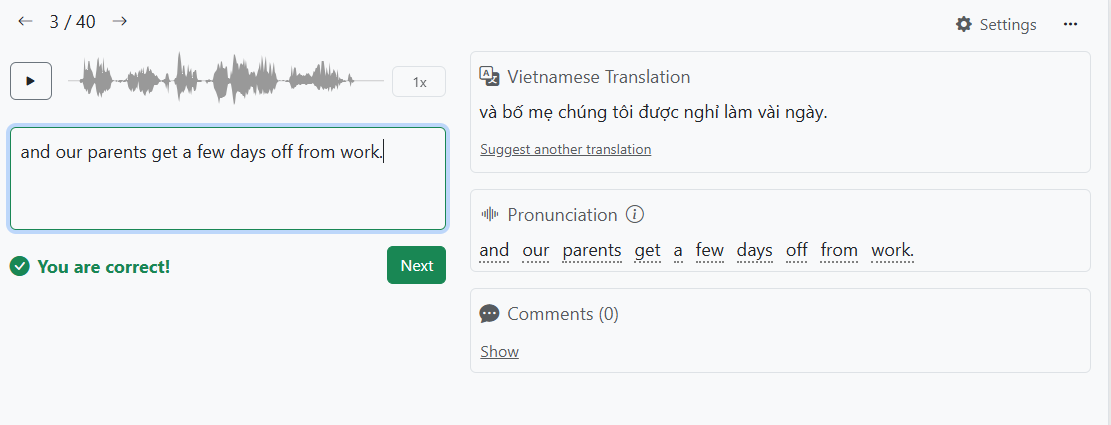 ← 3 / 40 →
Settings
1x
and our parents get a few days off from work.
You are correct!
Next
Vietnamese Translation
và bố mẹ chúng tôi được nghỉ làm vài ngày.
Suggest another translation
Pronunciation
and our parents get a few days off from work.
Comments (0)
Show